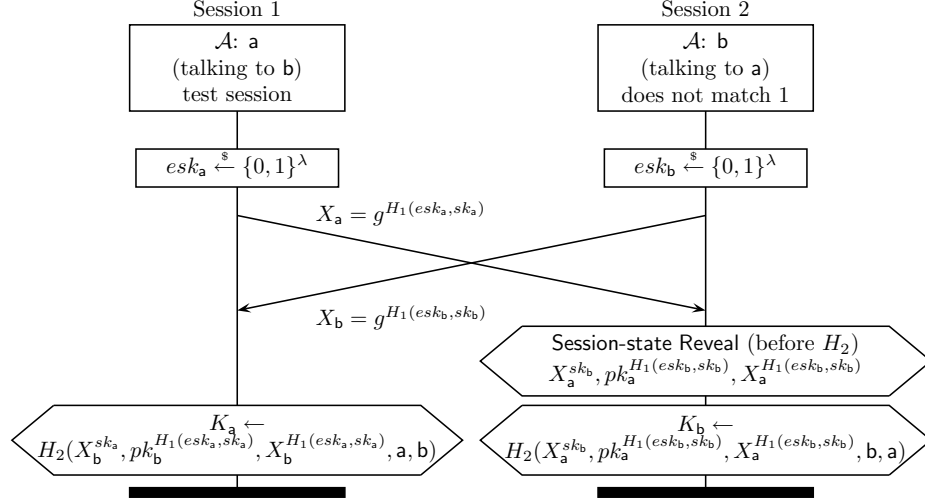 Session 1
𝒜: a
(talking to b)
test session
Session 2
𝒜: b
(talking to a)
does not match 1
esk_a ←$ {0,1}^λ
esk_b ←$ {0,1}^λ
X_a = g^{H_1(esk_a,sk_a)}
X_b = g^{H_1(esk_b,sk_b)}
Session-state Reveal (before H_2)
X_a^{sk_b}, pk_a^{H_1(esk_b,sk_b)}, X_a^{H_1(esk_b,sk_b)}
K_a ←
H_2(X_b^{sk_a}, pk_b^{H_1(esk_a,sk_a)}, X_b^{H_1(esk_a,sk_a)}, a, b)
K_b ←
H_2(X_a^{sk_b}, pk_a^{H_1(esk_b,sk_b)}, X_a^{H_1(esk_b,sk_b)}, b, a)